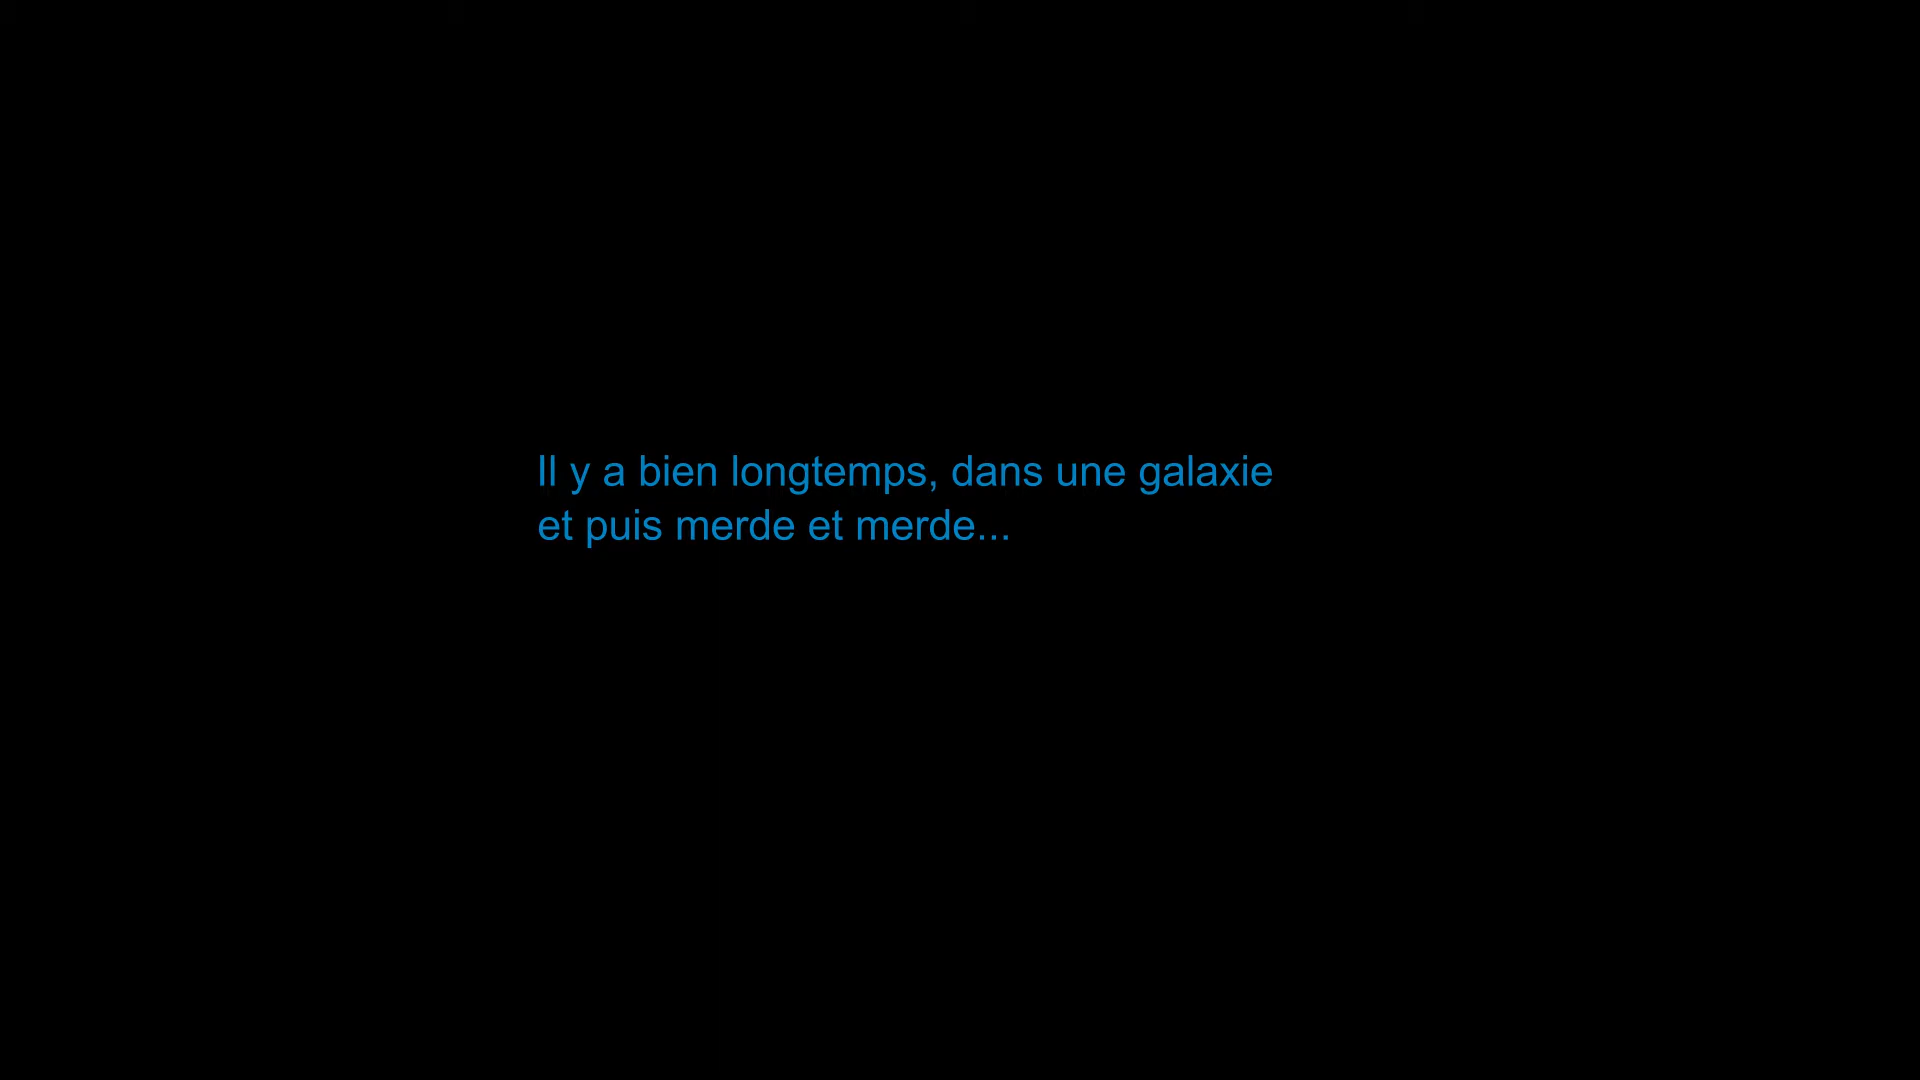 Il y a bien longtemps, dans une galaxie
et puis merde et merde...